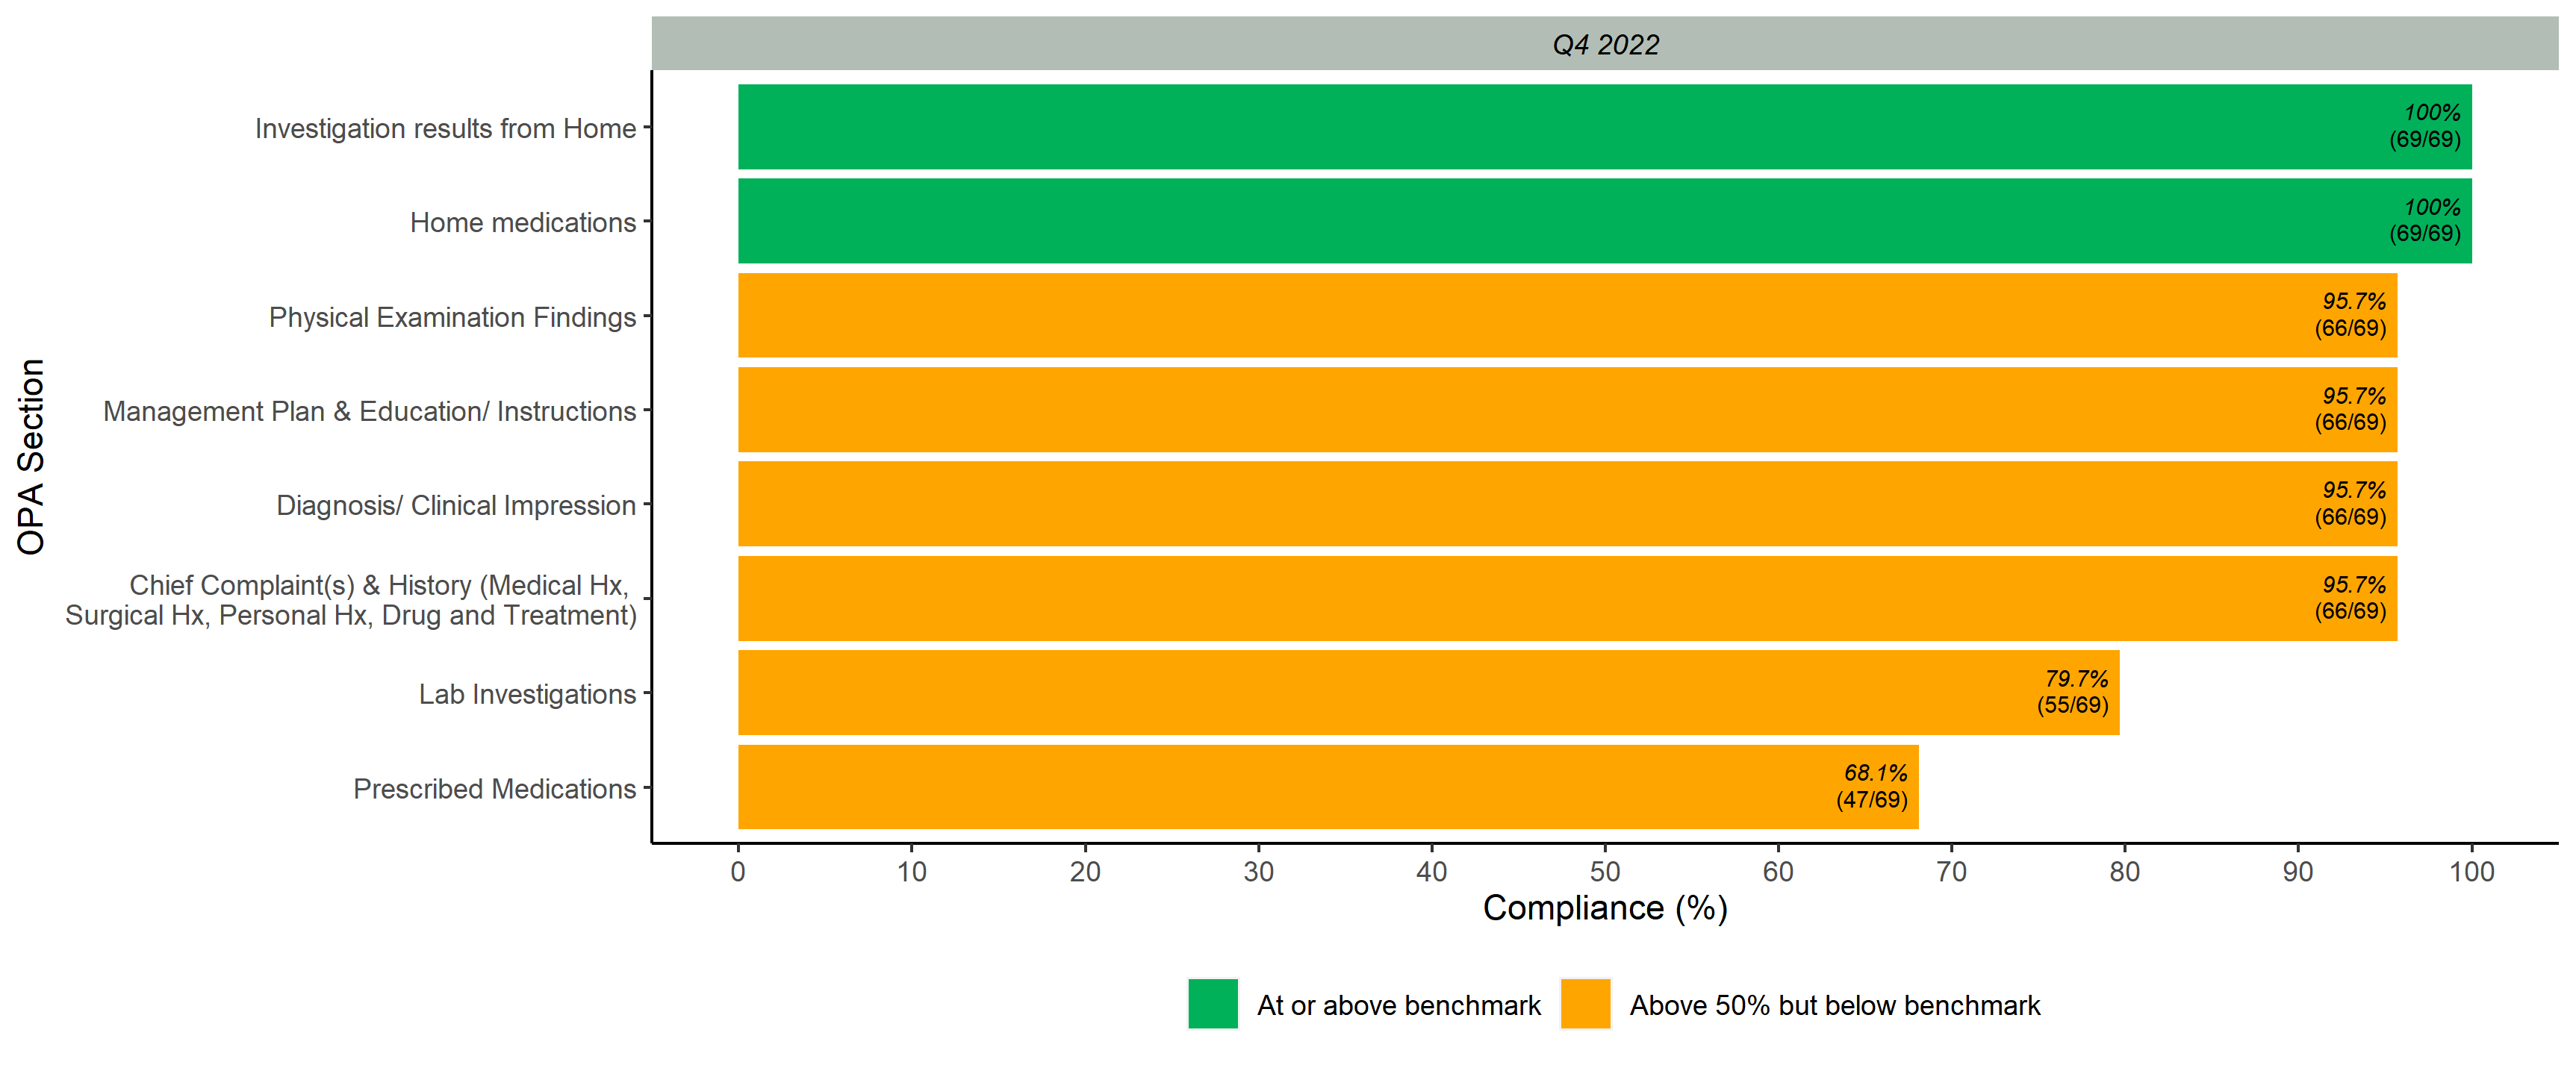 Q4 2022
OPA Section
Investigation results from Home
100%
(69/69)
Home medications
100%
(69/69)
Physical Examination Findings
95.7%
(66/69)
Management Plan & Education/ Instructions
95.7%
(66/69)
Diagnosis/ Clinical Impression
95.7%
(66/69)
Chief Complaint(s) & History (Medical Hx,
Surgical Hx, Personal Hx, Drug and Treatment)
95.7%
(66/69)
Lab Investigations
79.7%
(55/69)
Prescribed Medications
68.1%
(47/69)
0 10 20 30 40 50 60 70 80 90 100
Compliance (%)
At or above benchmark Above 50% but below benchmark